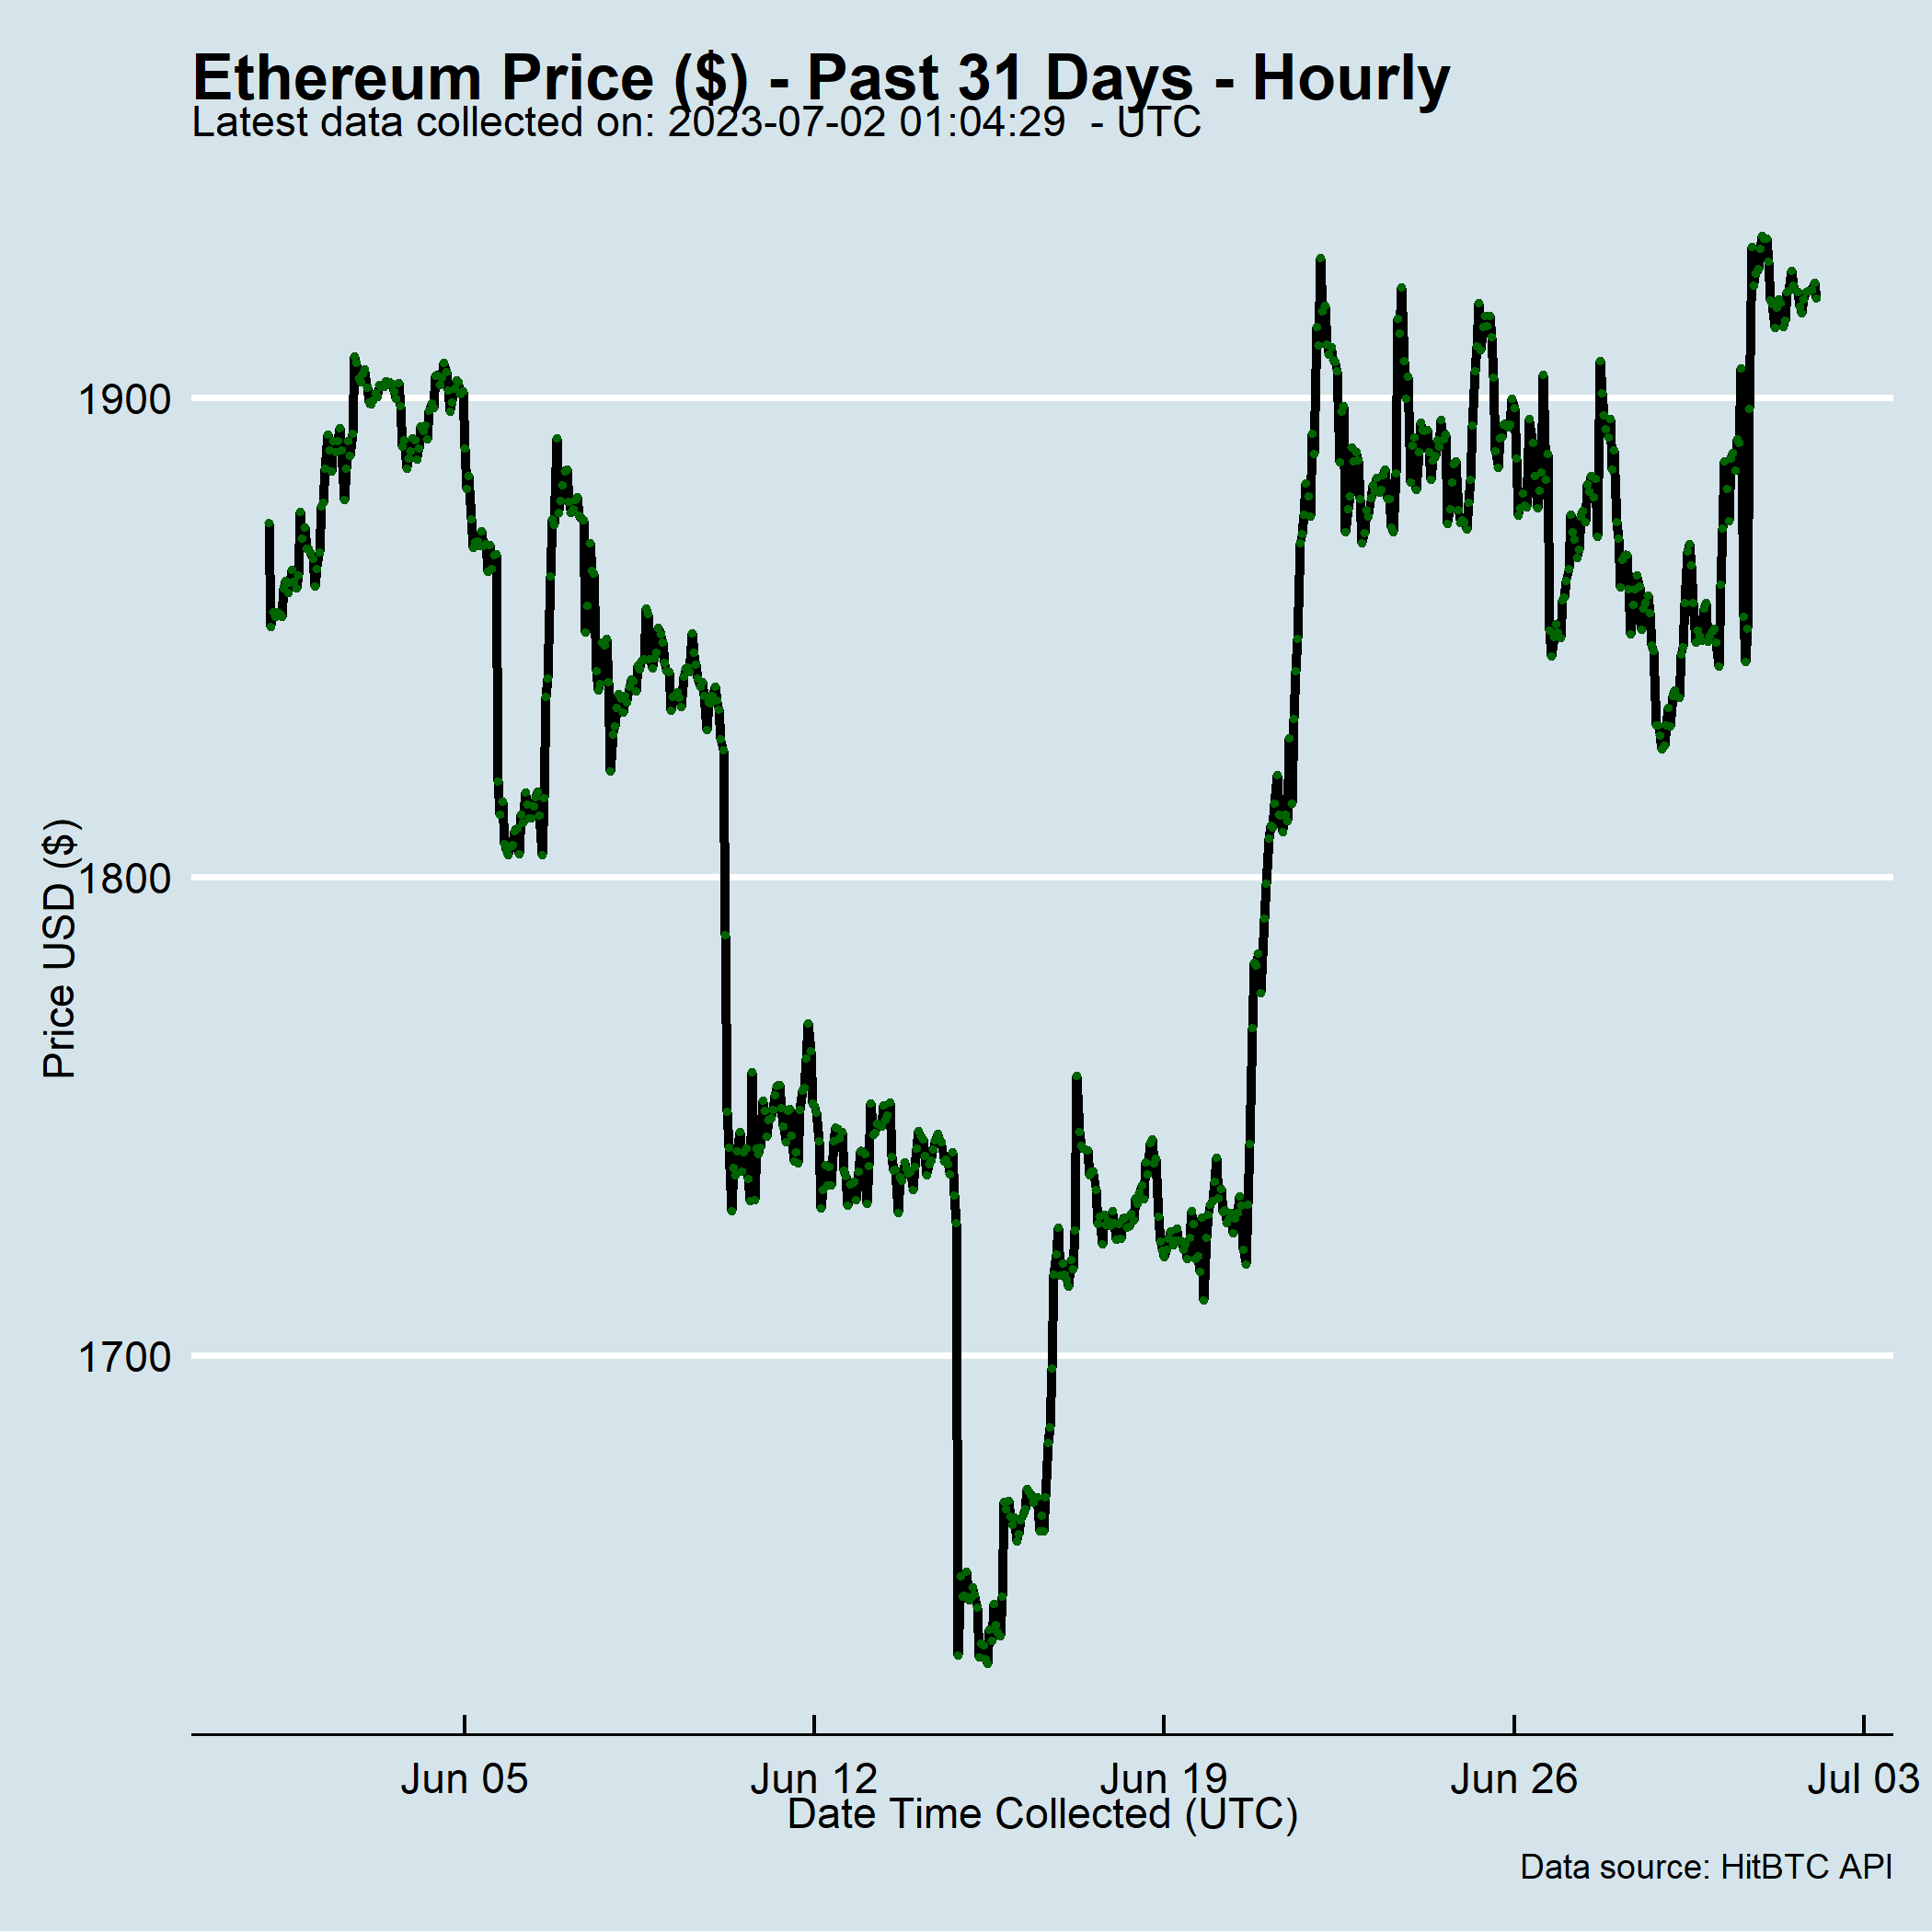 Ethereum Price ($) - Past 31 Days - Hourly
Latest data collected on: 2023-07-02 01:04:29  - UTC
Price USD ($)
1900
1800
1700
Jun 05
Jun 12
Jun 19
Jun 26
Jul 03
Date Time Collected (UTC)
Data source: HitBTC API